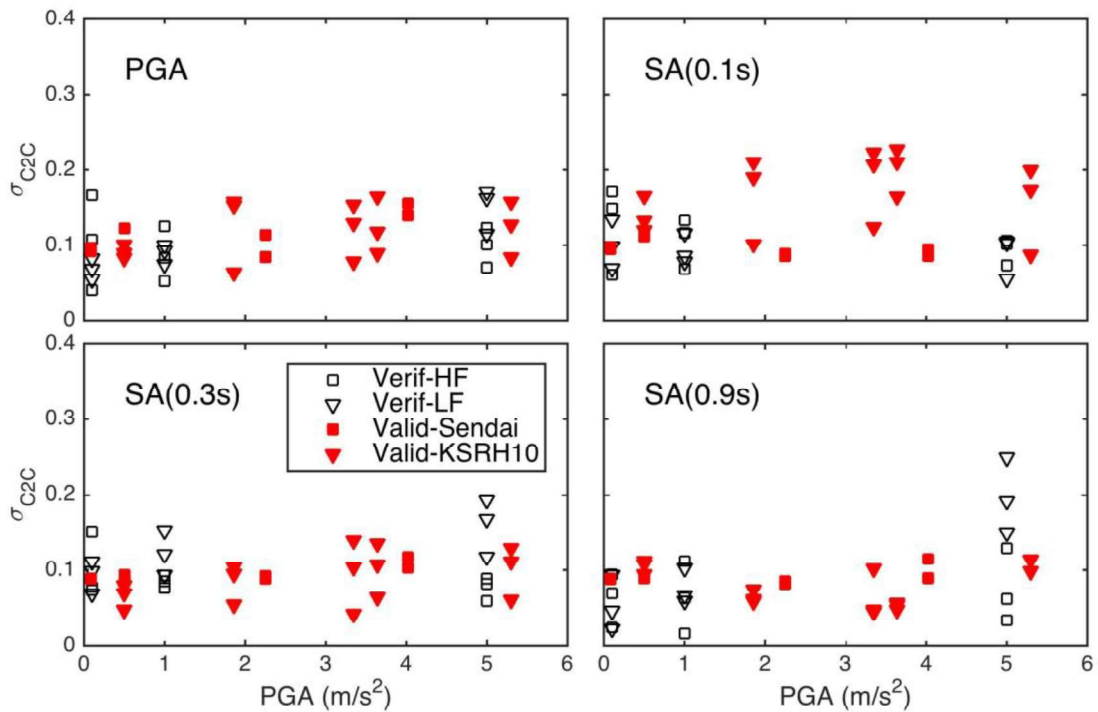 0.4
PGA
0.3
0.2
0.1
0
σC2C
SA(0.1s)
0.4
SA(0.3s)
0.3
0.2
0.1
0
σC2C
Verif-HF
Verif-LF
Valid-Sendai
Valid-KSRH10
SA(0.9s)
0 1 2 3 4 5 6
PGA (m/s²)
0 1 2 3 4 5 6
PGA (m/s²)